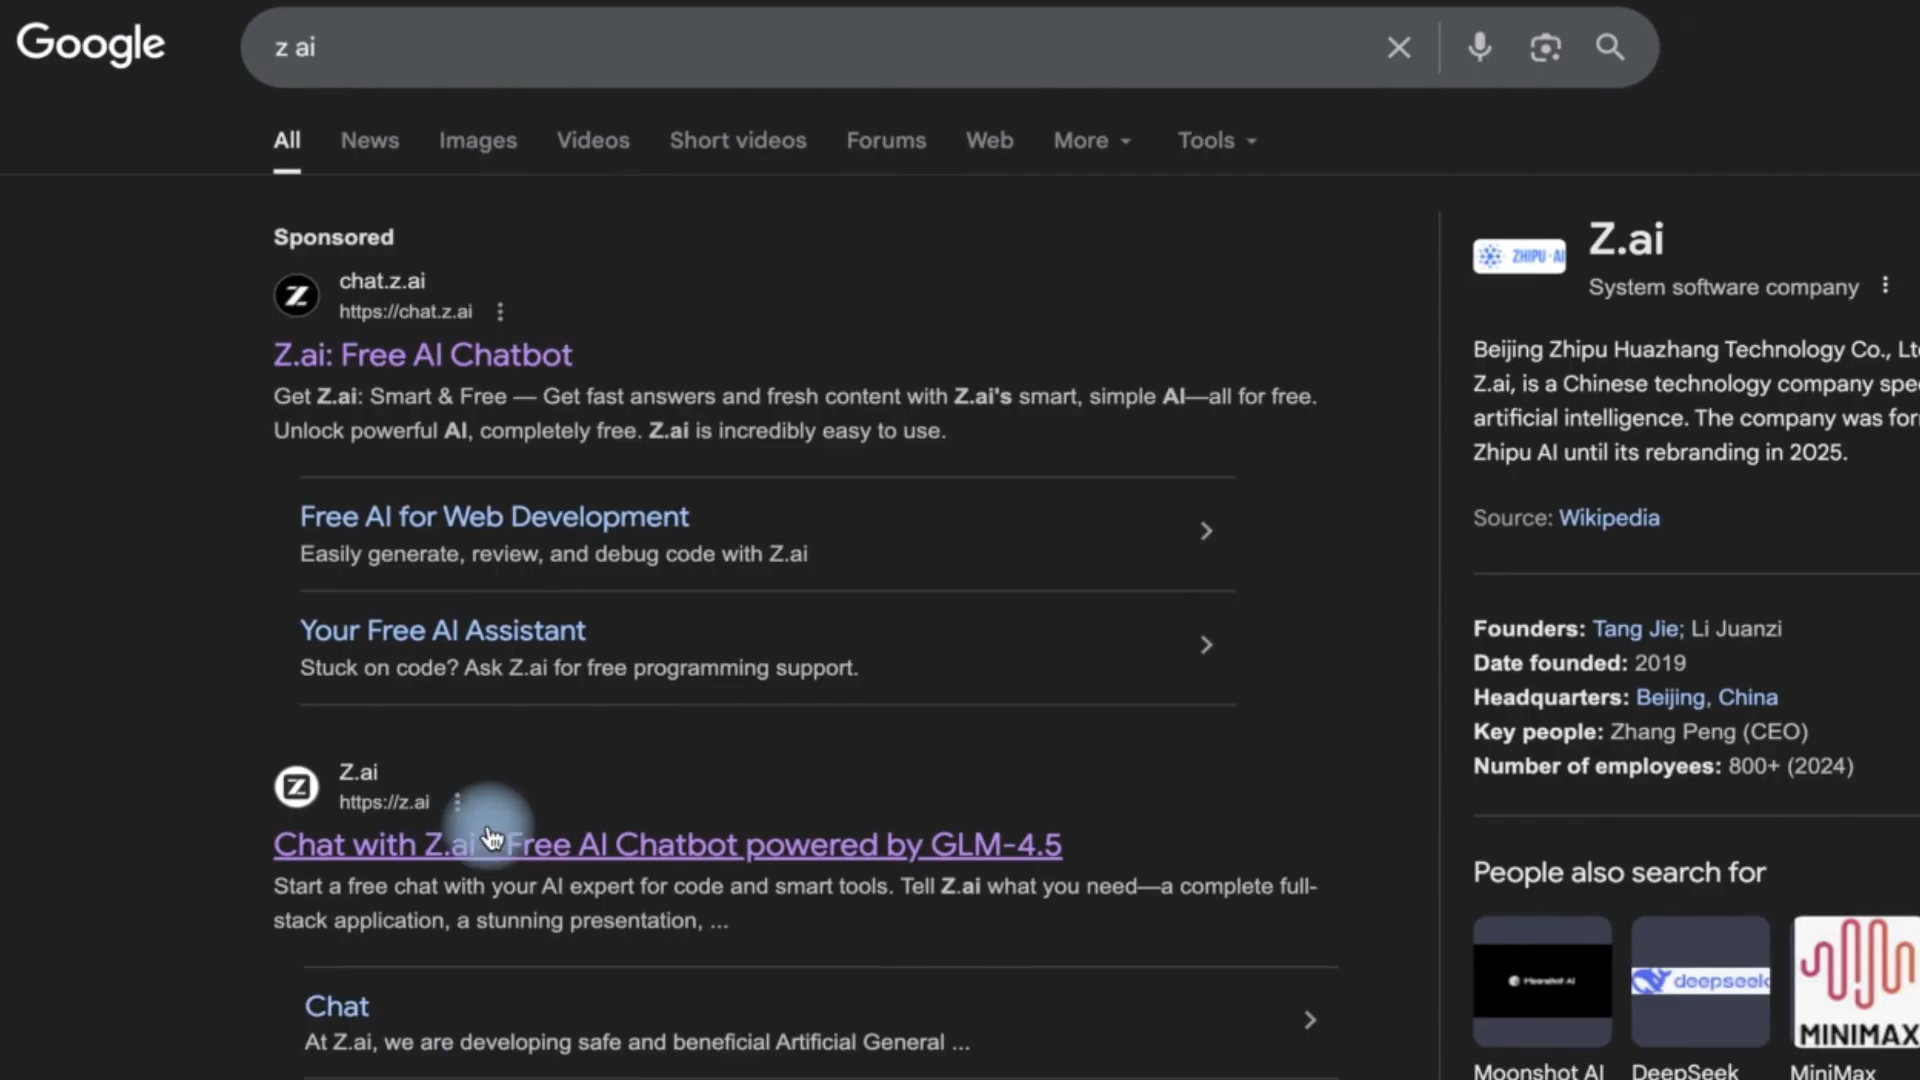 Google
z ai
All News Images Videos Short videos Forums Web More Tools
Sponsored
chat.z.ai
https://chat.z.ai
Z.ai: Free AI Chatbot
Get Z.ai: Smart & Free — Get fast answers and fresh content with Z.ai's smart, simple AI—all for free.
Unlock powerful AI, completely free. Z.ai is incredibly easy to use.
Free AI for Web Development
Easily generate, review, and debug code with Z.ai
Your Free AI Assistant
Stuck on code? Ask Z.ai for free programming support.
Z.ai
https://z.ai
Chat with Z.ai Free AI Chatbot powered by GLM-4.5
Start a free chat with your AI expert for code and smart tools. Tell Z.ai what you need—a complete full-
stack application, a stunning presentation, ...
Chat
At Z.ai, we are developing safe and beneficial Artificial General ...
ZHIPU·AI
Z.ai
System software company
Beijing Zhipu Huazhang Technology Co.,
Z.ai, is a Chinese technology company
artificial intelligence. The company was
Zhipu AI until its rebranding in 2025.
Source: Wikipedia
Founders: Tang Jie; Li Juanzi
Date founded: 2019
Headquarters: Beijing, China
Key people: Zhang Peng (CEO)
Number of employees: 800+ (2024)
People also search for
Moonshot AI
deepseek
MINIMAX
Moonshot AI DeepSeek MiniMax